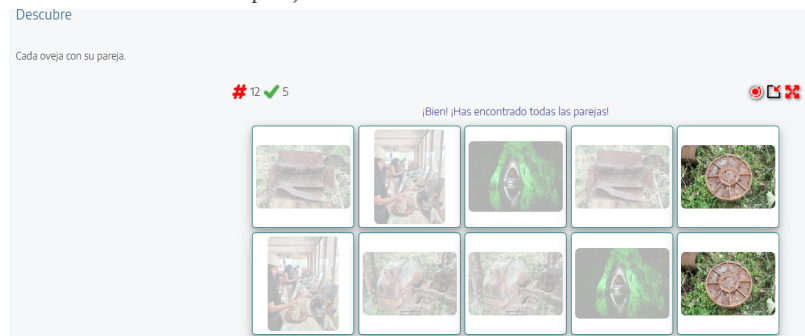 Descubre
Cada oveja con su pareja.
# 12 ✔ 5
¡Bien! ¡Has encontrado todas las parejas!